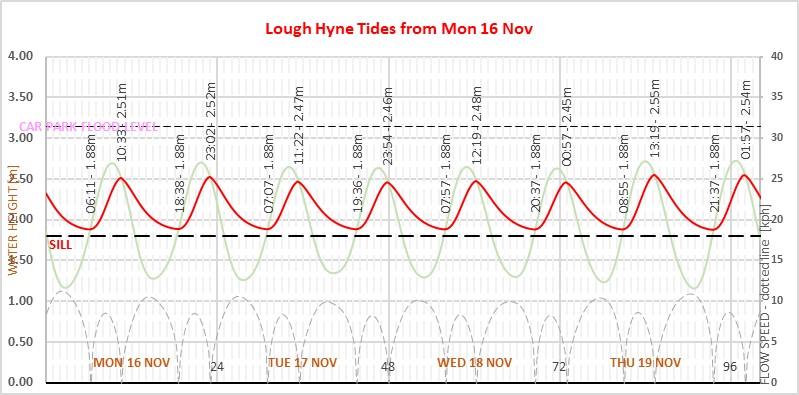 Lough Hyne Tides from Mon 16 Nov
4.00
3.50
3.00
2.50
2.00
1.50
1.00
0.50
0.00
WATER HEIGHT [m]
CAR PARK FLOOD LEVEL
SILL
06:11 - 1.88m
10:33 - 2.51m
18:38 - 1.88m
23:02 - 2.52m
07:07 - 1.88m
11:22 - 2.47m
19:36 - 1.88m
23:54 - 2.46m
07:57 - 1.88m
12:19 - 2.48m
20:37 - 1.88m
00:57 - 2.45m
08:55 - 1.88m
13:19 - 2.55m
21:37 - 1.88m
01:57 - 2.54m
MON 16 NOV
24
TUE 17 NOV
48
WED 18 NOV
72
THU 19 NOV
96
40
35
30
25
20
15
10
5
0
FLOW SPEED - dotted line [kph]